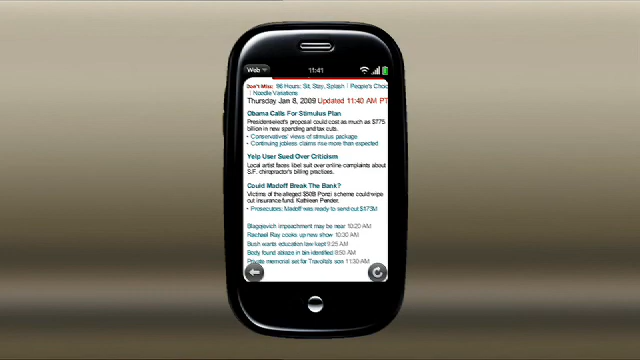 Web
11:41
Don't Miss: 96 Hours: Sit, Stay, Splash | People's Choic
| Noodle Variations
Thursday Jan 8, 2009 Updated 11:40 AM PT
Obama Calls For Stimulus Plan
President-elect's proposal could cost as much as $775
billion in new spending and tax cuts.
• Conservatives' views of stimulus package
• Continuing jobless claims rise more than expected
Yelp User Sued Over Criticism
Local artist faces libel suit over online complaints about
S.F. chiropractor's billing practices.
Could Madoff Break The Bank?
Victims of the alleged $50B Ponzi scheme could wipe
out insurance fund. Kathleen Pender.
• Prosecutors: Madoff was ready to send out $173M
Blagojevich impeachment may be near 10:20 AM
Rachael Ray cooks up new show 10:30 AM
Bush wants education law kept 9:25 AM
Body found ablaze in bin identified 8:50 AM
Private memorial set for Travolta's son 11:30 AM